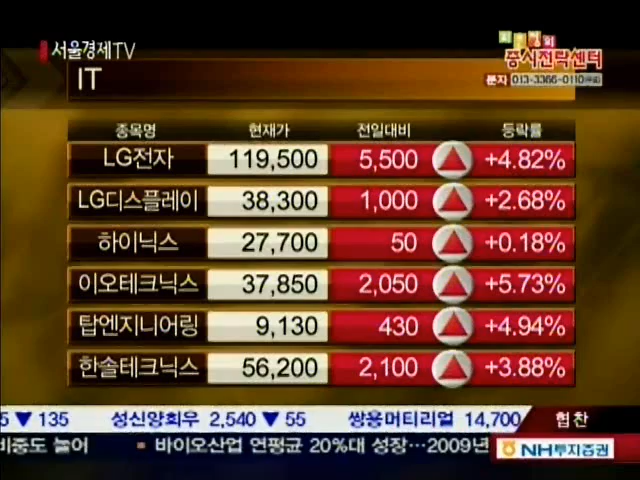 서울경제TV
증시전략센터
문자 013-3366-0110
IT
종목명 현재가 전일대비 등락률
LG전자 119,500 5,500 +4.82%
LG디스플레이 38,300 1,000 +2.68%
하이닉스 27,700 50 +0.18%
이오테크닉스 37,850 2,050 +5.73%
탑엔지니어링 9,130 430 +4.94%
한솔테크닉스 56,200 2,100 +3.88%
5 ▼ 135 성신양회우 2,540 ▼ 55 쌍용머티리얼 14,700 협찬
비중도 늘어 ■ 바이오산업 연평균 20%대 성장...2009년 NH투자증권